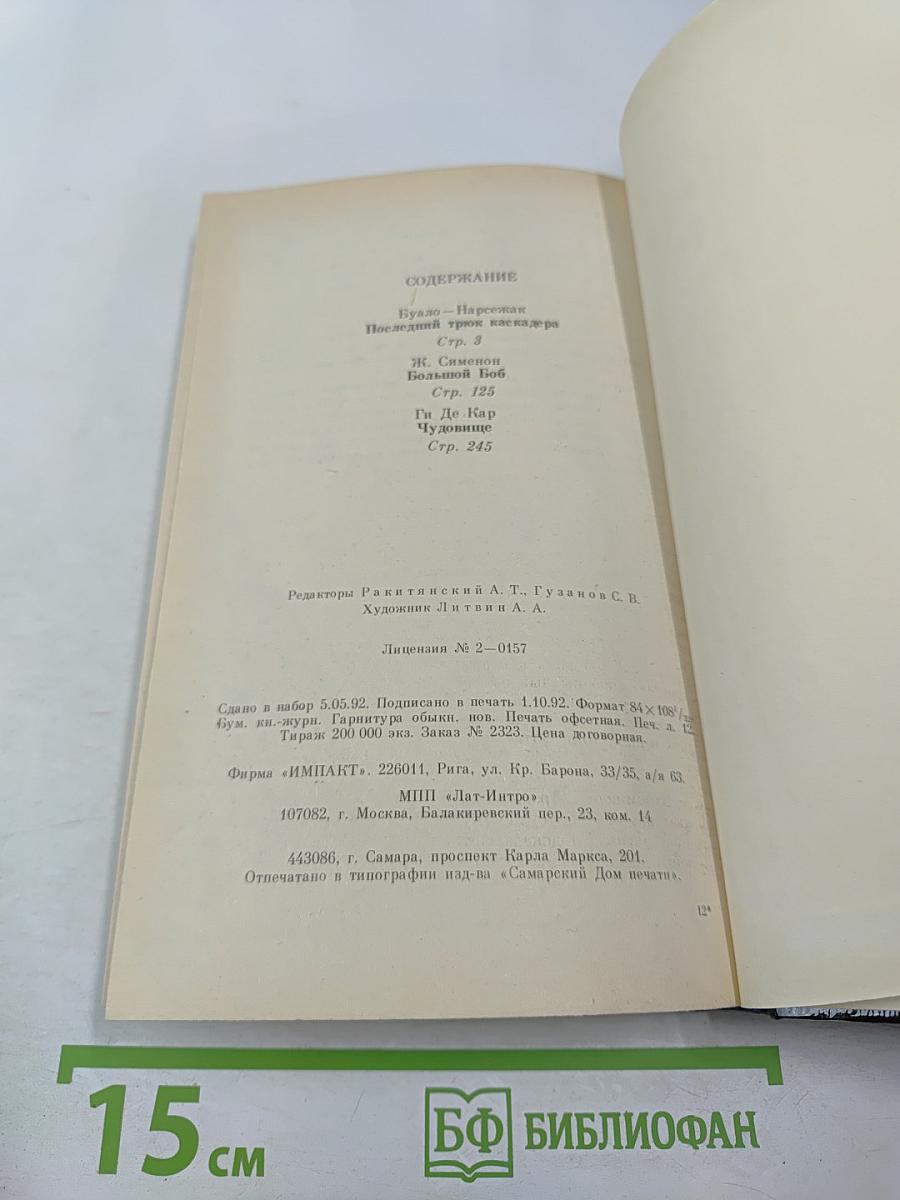 СОДЕРЖАНИЕ
Буало—Нарсежак
Последний трюк каскадера
Стр. 3
Ж. Сименон
Большой Боб
Стр. 125
Ги Де Кар
Чудовище
Стр. 245
Редакторы Ракитянский А. Т., Гузанов С. В.
Художник Литвин А. А.
Лицензия № 2—0157
Сдано в набор 5.05.92. Подписано в печать 1.10.92. Формат 84×108¹/₃₂
Бум. кн.-журн. Гарнитура обыкн. нов. Печать офсетная. Печ. л. 12
Тираж 200 000 экз. Заказ № 2323. Цена договорная.
Фирма «ИМПАКТ». 226011, Рига, ул. Кр. Барона, 33/35, а/я 63.
МПП «Лат-Интро»
107082, г. Москва, Балакиревский пер., 23, ком. 14
443086, г. Самара, проспект Карла Маркса, 201.
Отпечатано в типографии изд-ва «Самарский Дом печати».
12*
15 см
БФ БИБЛИОФАН